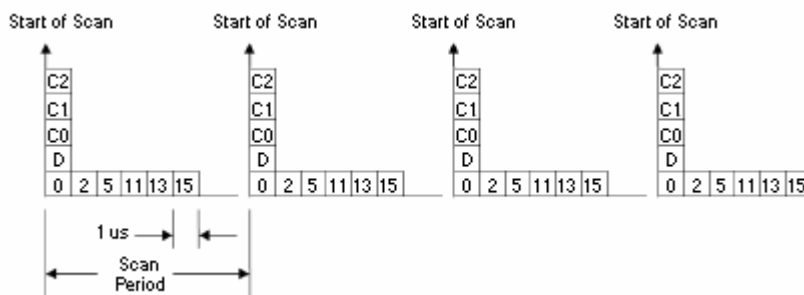 Start of Scan Start of Scan Start of Scan Start of Scan
C2 C2 C2 C2
C1 C1 C1 C1
C0 C0 C0 C0
D D D D
0 2 5 11 13 15 0 2 5 11 13 15 0 2 5 11 13 15 0 2 5 11 13 15
1 us
Scan
Period